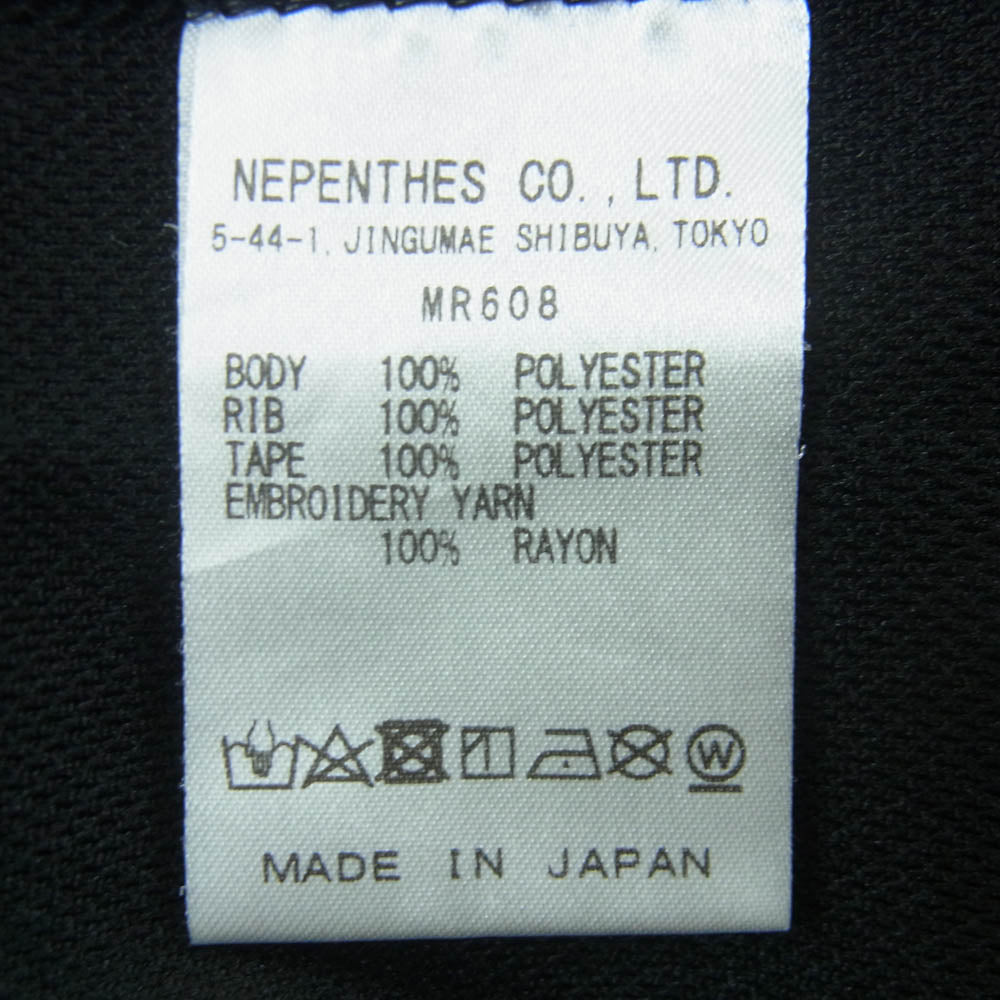 NEPENTHES CO., LTD.
5-44-1, JINGUMAE SHIBUYA, TOKYO
MR608
BODY 100% POLYESTER
RIB 100% POLYESTER
TAPE 100% POLYESTER
EMBROIDERY YARN
100% RAYON
W
MADE IN JAPAN